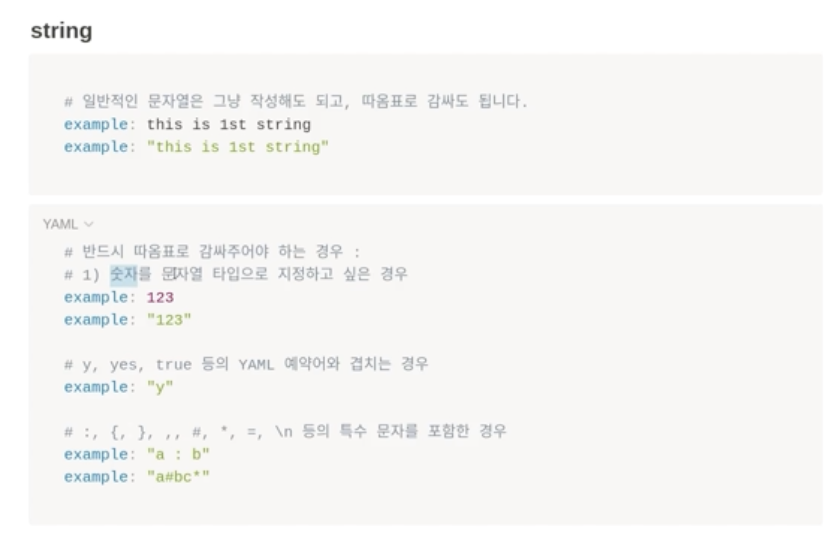 string
# 일반적인 문자열은 그냥 작성해도 되고, 따옴표로 감싸도 됩니다.
example: this is 1st string
example: "this is 1st string"
YAML
# 반드시 따옴표로 감싸주어야 하는 경우 :
# 1) 숫자를 문자열 타입으로 지정하고 싶은 경우
example: 123
example: "123"
# y, yes, true 등의 YAML 예약어와 겹치는 경우
example: "y"
# :, {, }, ,, #, *, =, \n 등의 특수 문자를 포함한 경우
example: "a : b"
example: "a#bc*"